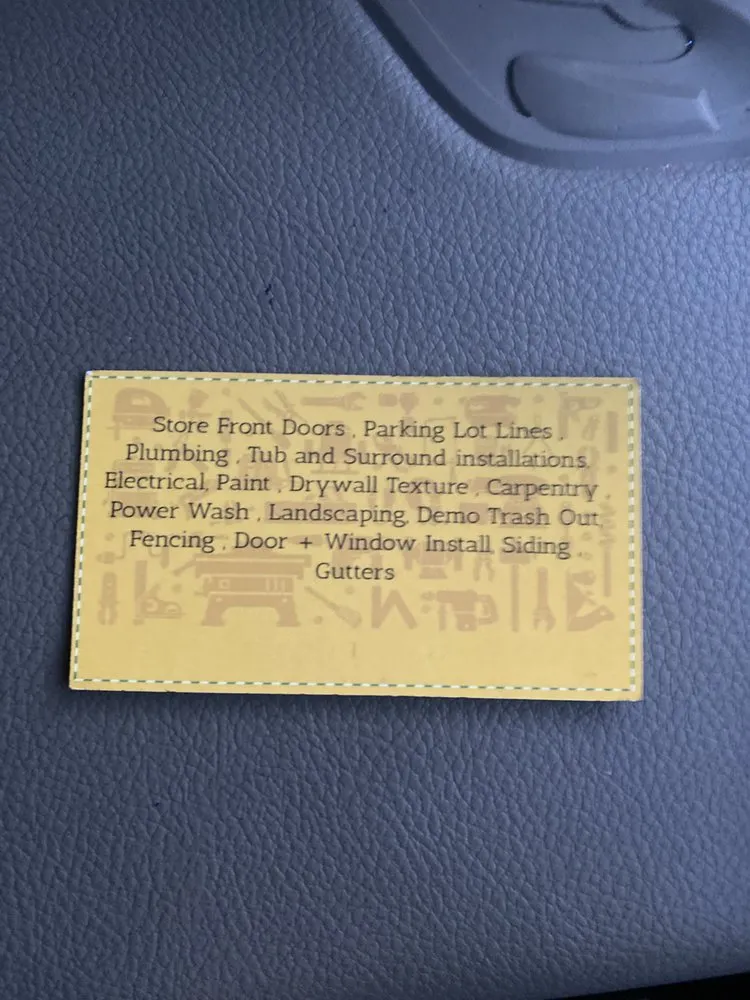 Store Front Doors , Parking Lot Lines ,
Plumbing , Tub and Surround installations,
Electrical, Paint , Drywall Texture , Carpentry
Power Wash , Landscaping, Demo Trash Out,
Fencing , Door + Window Install, Siding ,
Gutters